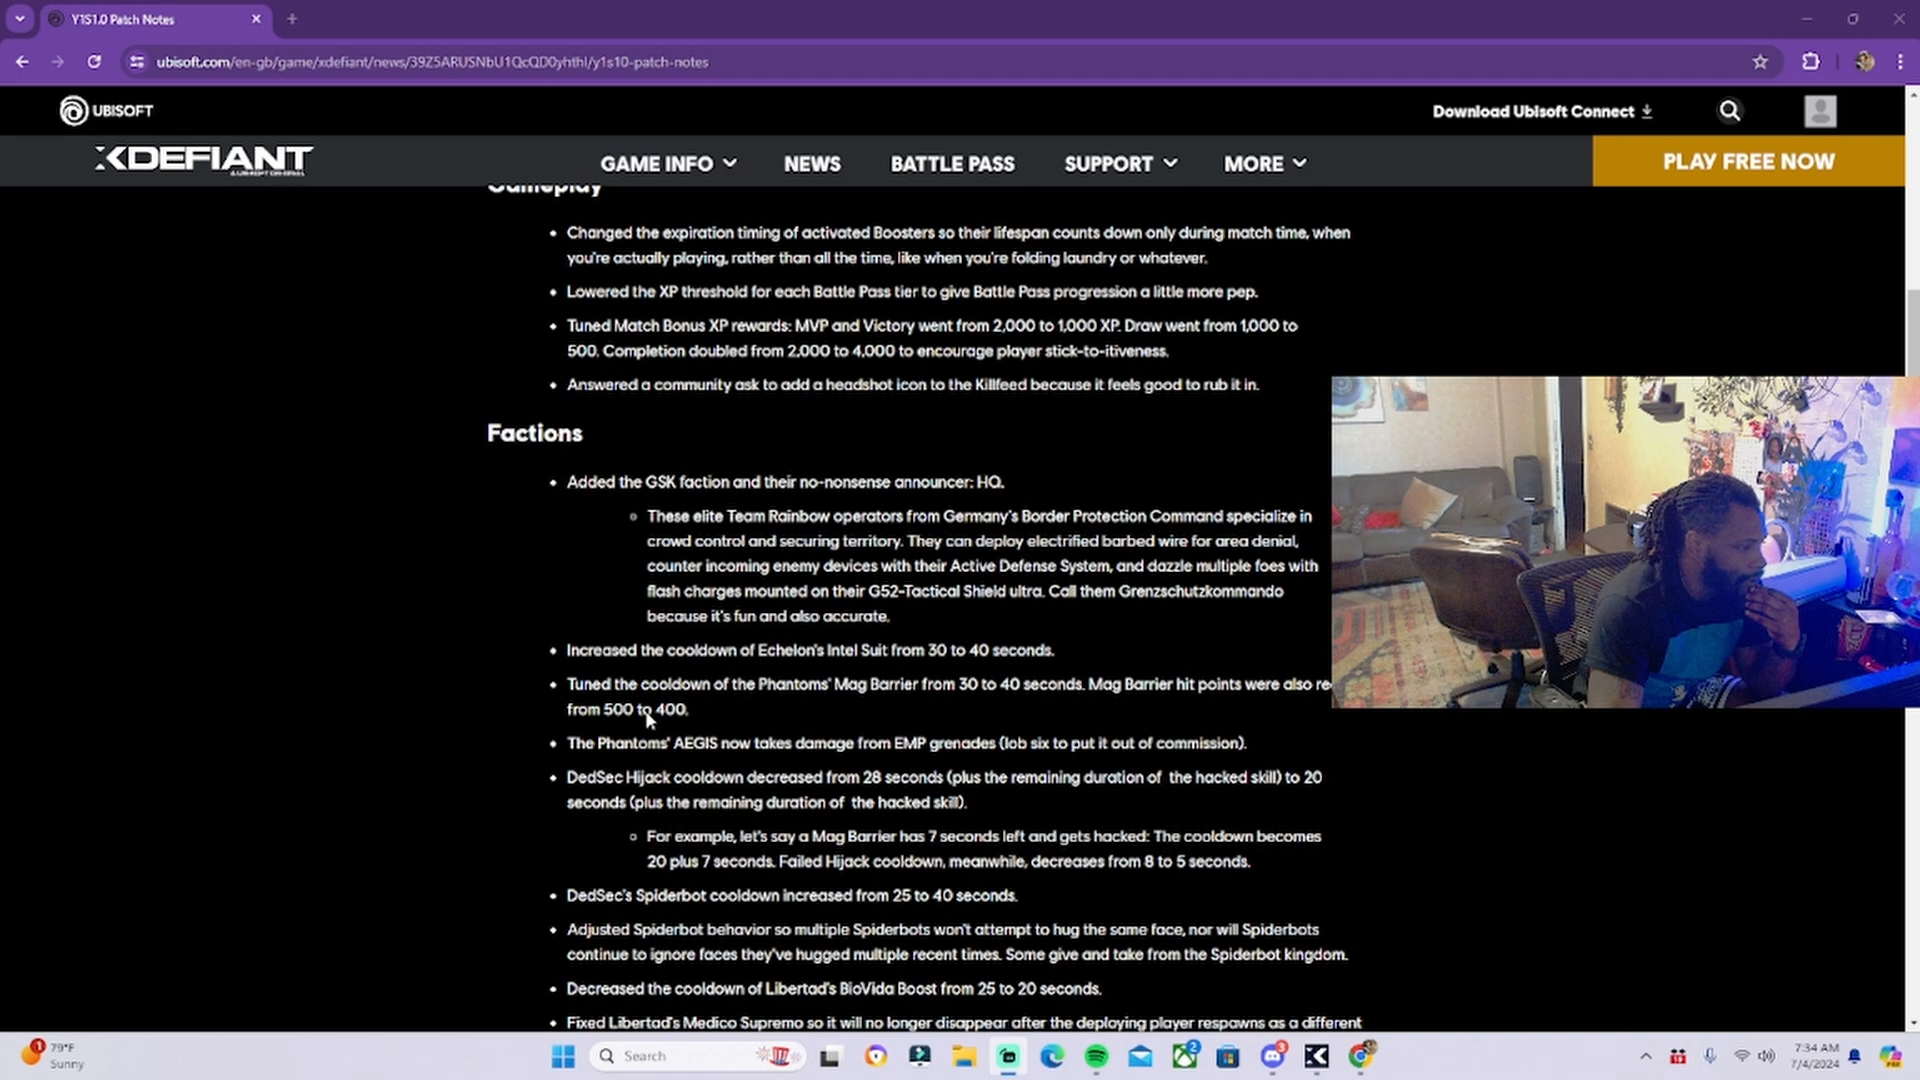 Y1S1.0 Patch Notes
ubisoft.com/en-gb/game/xdefiant/news/39Z5ARUSNbU1QcQD0yhthl/y1s10-patch-notes
UBISOFT
Download Ubisoft Connect
XDEFIANT
A UBISOFT ORIGINAL
GAME INFO
NEWS
BATTLE PASS
SUPPORT
MORE
PLAY FREE NOW
Gameplay
Changed the expiration timing of activated Boosters so their lifespan counts down only during match time, when
you're actually playing, rather than all the time, like when you're folding laundry or whatever.
Lowered the XP threshold for each Battle Pass tier to give Battle Pass progression a little more pep.
Tuned Match Bonus XP rewards: MVP and Victory went from 2,000 to 1,000 XP. Draw went from 1,000 to
500. Completion doubled from 2,000 to 4,000 to encourage player stick-to-itiveness.
Answered a community ask to add a headshot icon to the Killfeed because it feels good to rub it in.
Factions
Added the GSK faction and their no-nonsense announcer: HQ.
These elite Team Rainbow operators from Germany's Border Protection Command specialize in
crowd control and securing territory. They can deploy electrified barbed wire for area denial,
counter incoming enemy devices with their Active Defense System, and dazzle multiple foes with
flash charges mounted on their G52-Tactical Shield ultra. Call them Grenzschutzkommando
because it's fun and also accurate.
Increased the cooldown of Echelon's Intel Suit from 30 to 40 seconds.
Tuned the cooldown of the Phantoms' Mag Barrier from 30 to 40 seconds. Mag Barrier hit points were also re
from 500 to 400.
The Phantoms' AEGIS now takes damage from EMP grenades (lob six to put it out of commission).
DedSec Hijack cooldown decreased from 28 seconds (plus the remaining duration of the hacked skill) to 20
seconds (plus the remaining duration of the hacked skill).
For example, let's say a Mag Barrier has 7 seconds left and gets hacked: The cooldown becomes
20 plus 7 seconds. Failed Hijack cooldown, meanwhile, decreases from 8 to 5 seconds.
DedSec's Spiderbot cooldown increased from 25 to 40 seconds.
Adjusted Spiderbot behavior so multiple Spiderbots won't attempt to hug the same face, nor will Spiderbots
continue to ignore faces they've hugged multiple recent times. Some give and take from the Spiderbot kingdom.
Decreased the cooldown of Libertad's BioVida Boost from 25 to 20 seconds.
Fixed Libertad's Medico Supremo so it will no longer disappear after the deploying player respawns as a different
1
79°F
Sunny
Search
2
3
7:34 AM
7/4/2024